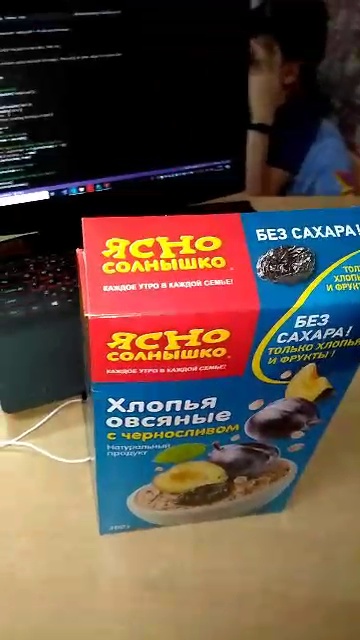 ЯСНО
СОЛНЫШКО
КАЖДОЕ УТРО В КАЖДОЙ СЕМЬЕ!
БЕЗ САХАРА!
ЯСНО
СОЛНЫШКО
КАЖДОЕ УТРО В КАЖДОЙ СЕМЬЕ!
БЕЗ
САХАРА!
ТОЛЬКО ХЛОПЬЯ
И ФРУКТЫ!
Хлопья
овсяные
с черносливом
Натуральный
продукт